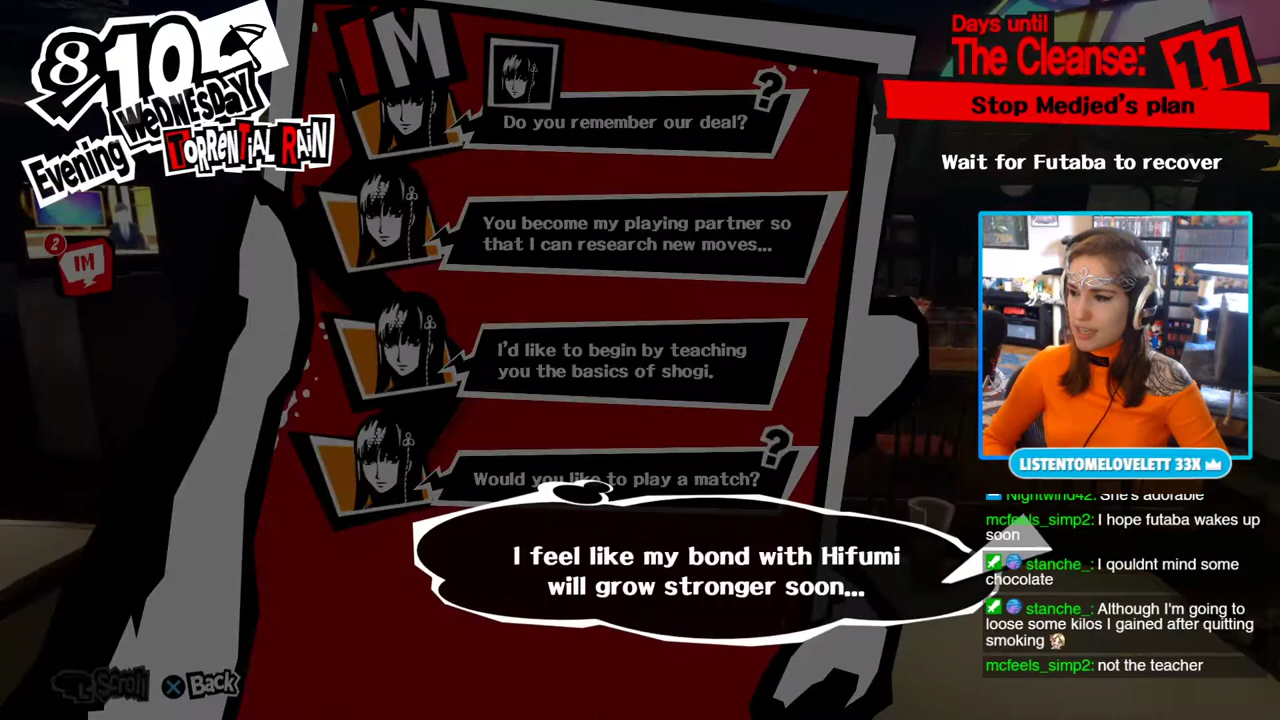 8/10
Wednesday
Evening
Torrential Rain
2
IM
IM
Do you remember our deal?
?
You become my playing partner so
that I can research new moves...
I'd like to begin by teaching
you the basics of shogi.
Would you like to play a match?
?
I feel like my bond with Hifumi
will grow stronger soon...
L Scroll
X Back
Days until
The Cleanse: 11
Stop Medjed's plan
Wait for Futaba to recover
LISTENTOMELOVELETT 33X
Nightwind42: She's adorable
mcfeels_simp2: I hope futaba wakes up
soon
stanche_: I qouldnt mind some
chocolate
stanche_: Although I'm going to
loose some kilos I gained after quitting
smoking
mcfeels_simp2: not the teacher